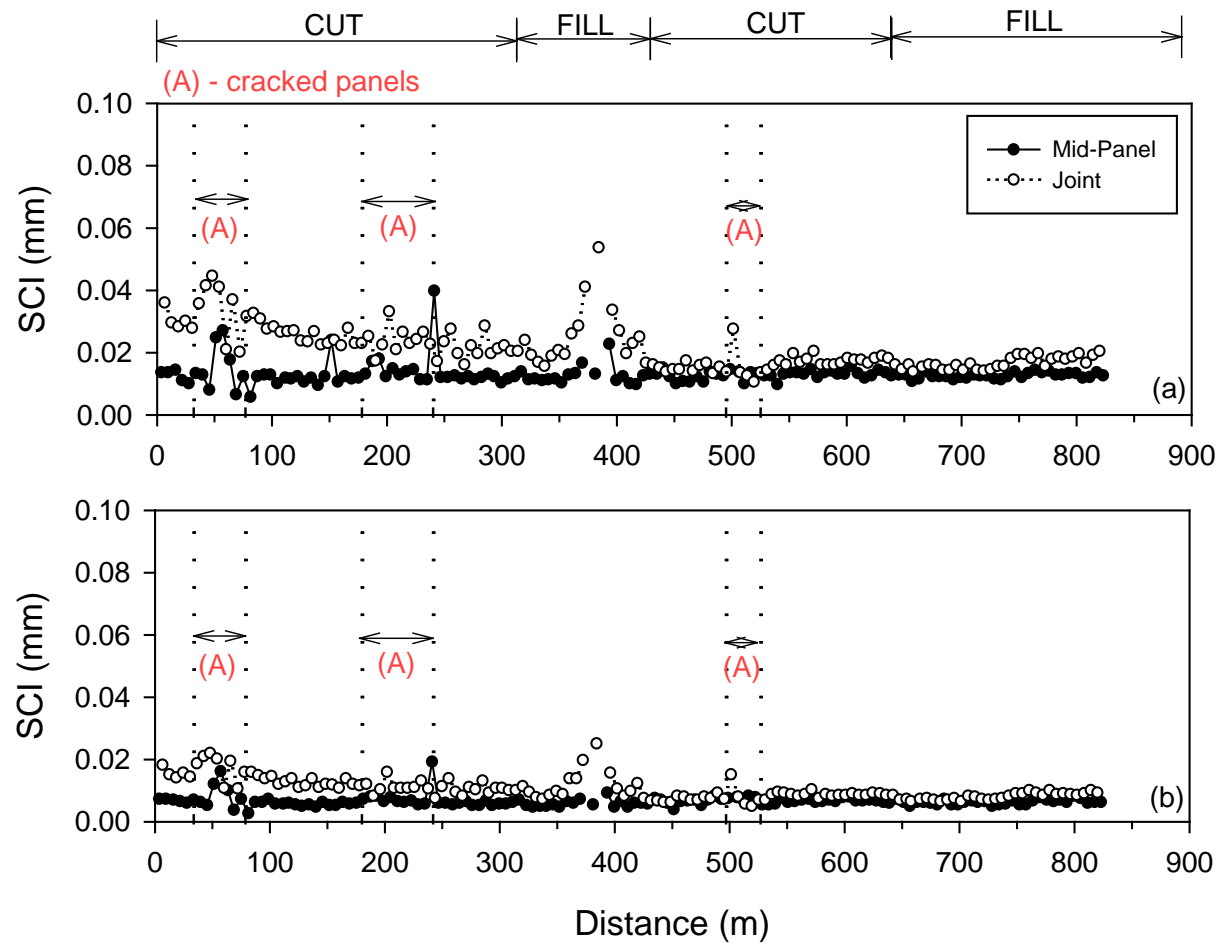 CUT FILL CUT FILL
(A) - cracked panels
0.10
0.08
0.06
0.04
0.02
0.00
SCI (mm)
Mid-Panel
Joint
(A) (A) (A)
(a)
0 100 200 300 400 500 600 700 800 900
0.10
0.08
0.06
0.04
0.02
0.00
SCI (mm)
(A) (A) (A)
(b)
0 100 200 300 400 500 600 700 800 900
Distance (m)